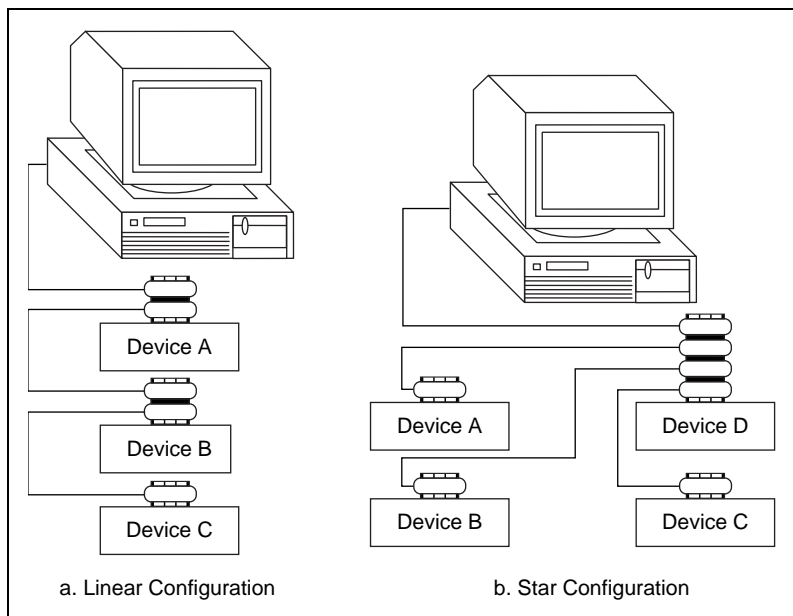 Device A
Device B
Device C
a. Linear Configuration
Device A
Device D
Device B
Device C
b. Star Configuration